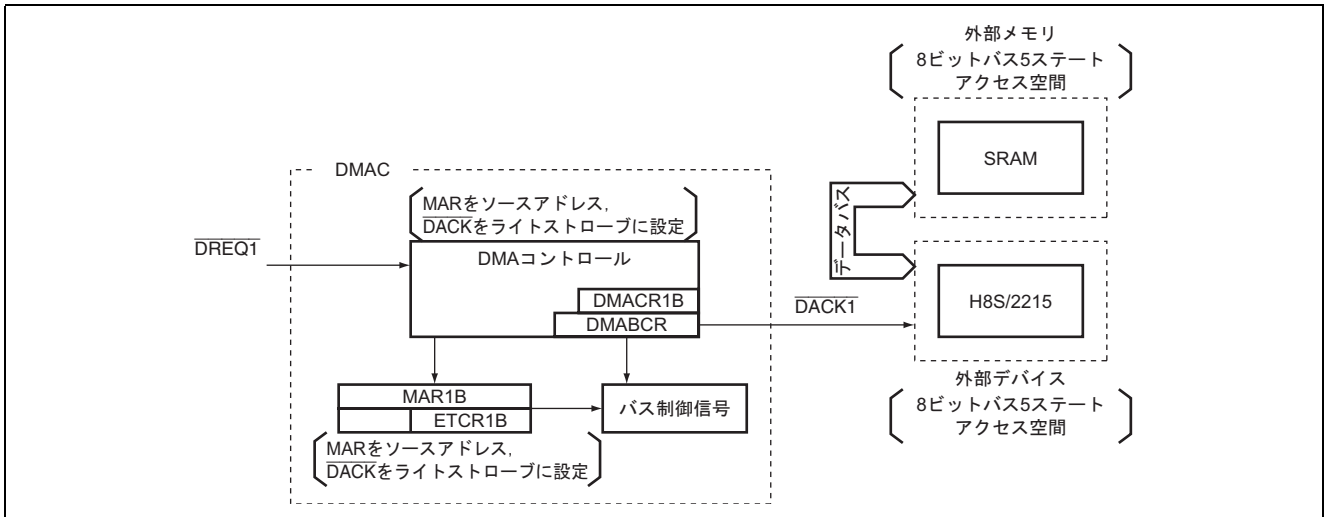 外部メモリ
8ビットバス5ステート
アクセス空間
SRAM
DMAC
MARをソースアドレス,
DACKをライトストローブに設定
DREQ1
DMAコントロール
DMACR1B
DMABCR
DACK1
データバス
H8S/2215
外部デバイス
8ビットバス5ステート
アクセス空間
MAR1B
ETCR1B
バス制御信号
MARをソースアドレス,
DACKをライトストローブに設定